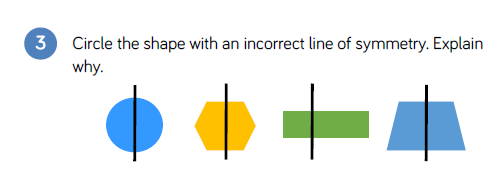 3 Circle the shape with an incorrect line of symmetry. Explain
why.